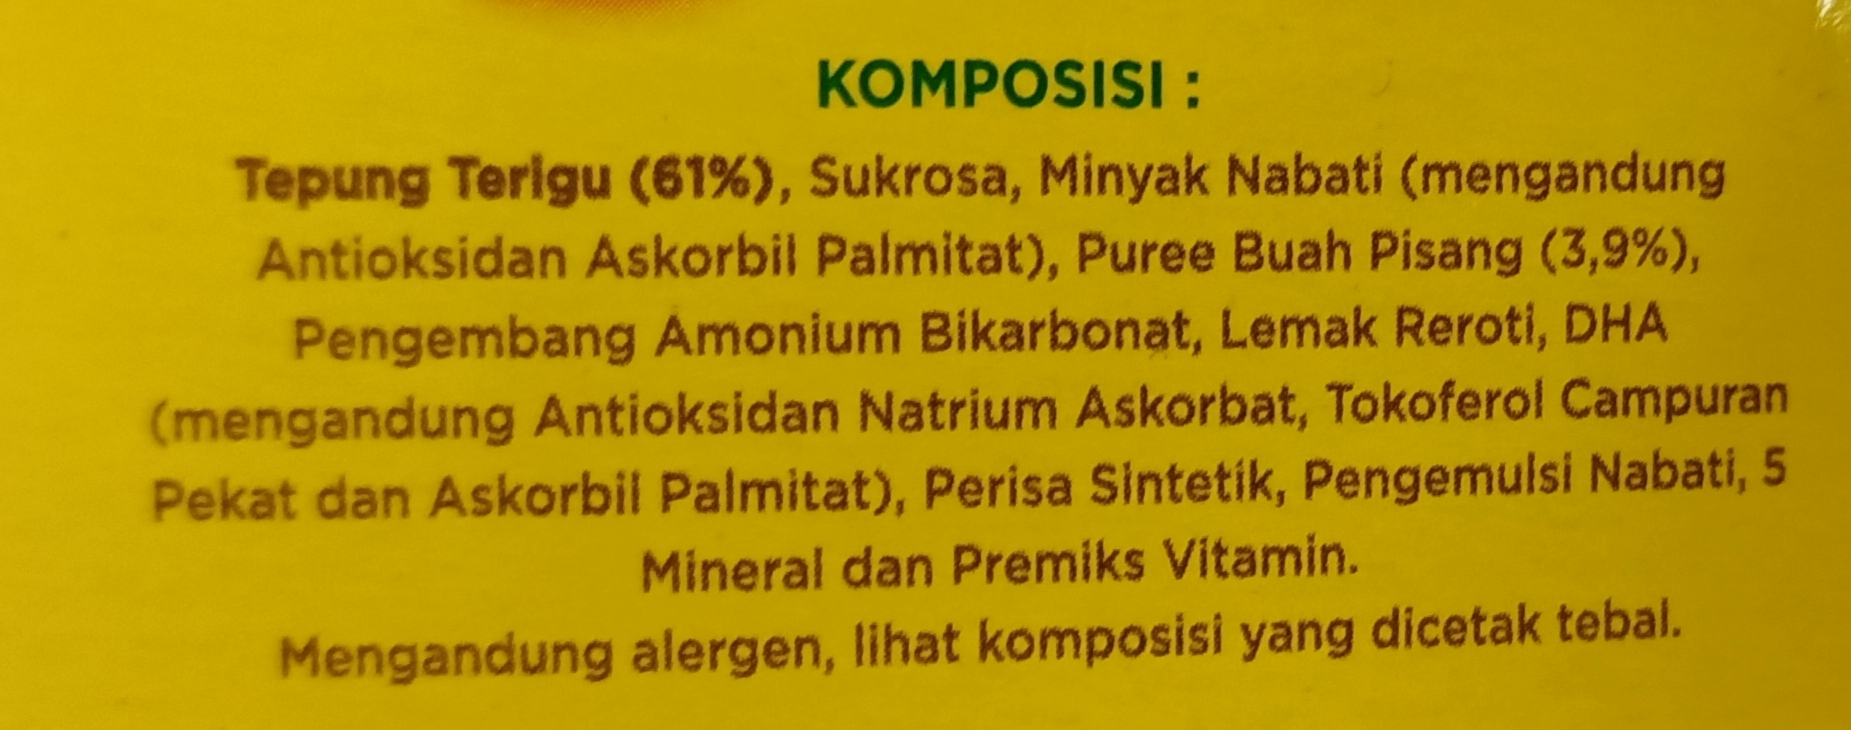 KOMPOSISI :
Tepung Terigu (61%), Sukrosa, Minyak Nabati (mengandung
Antioksidan Askorbil Palmitat), Puree Buah Pisang (3,9%),
Pengembang Amonium Bikarbonat, Lemak Reroti, DHA
(mengandung Antioksidan Natrium Askorbat, Tokoferol Campuran
Pekat dan Askorbil Palmitat), Perisa Sintetik, Pengemulsi Nabati, 5
Mineral dan Premiks Vitamin.
Mengandung alergen, lihat komposisi yang dicetak tebal.